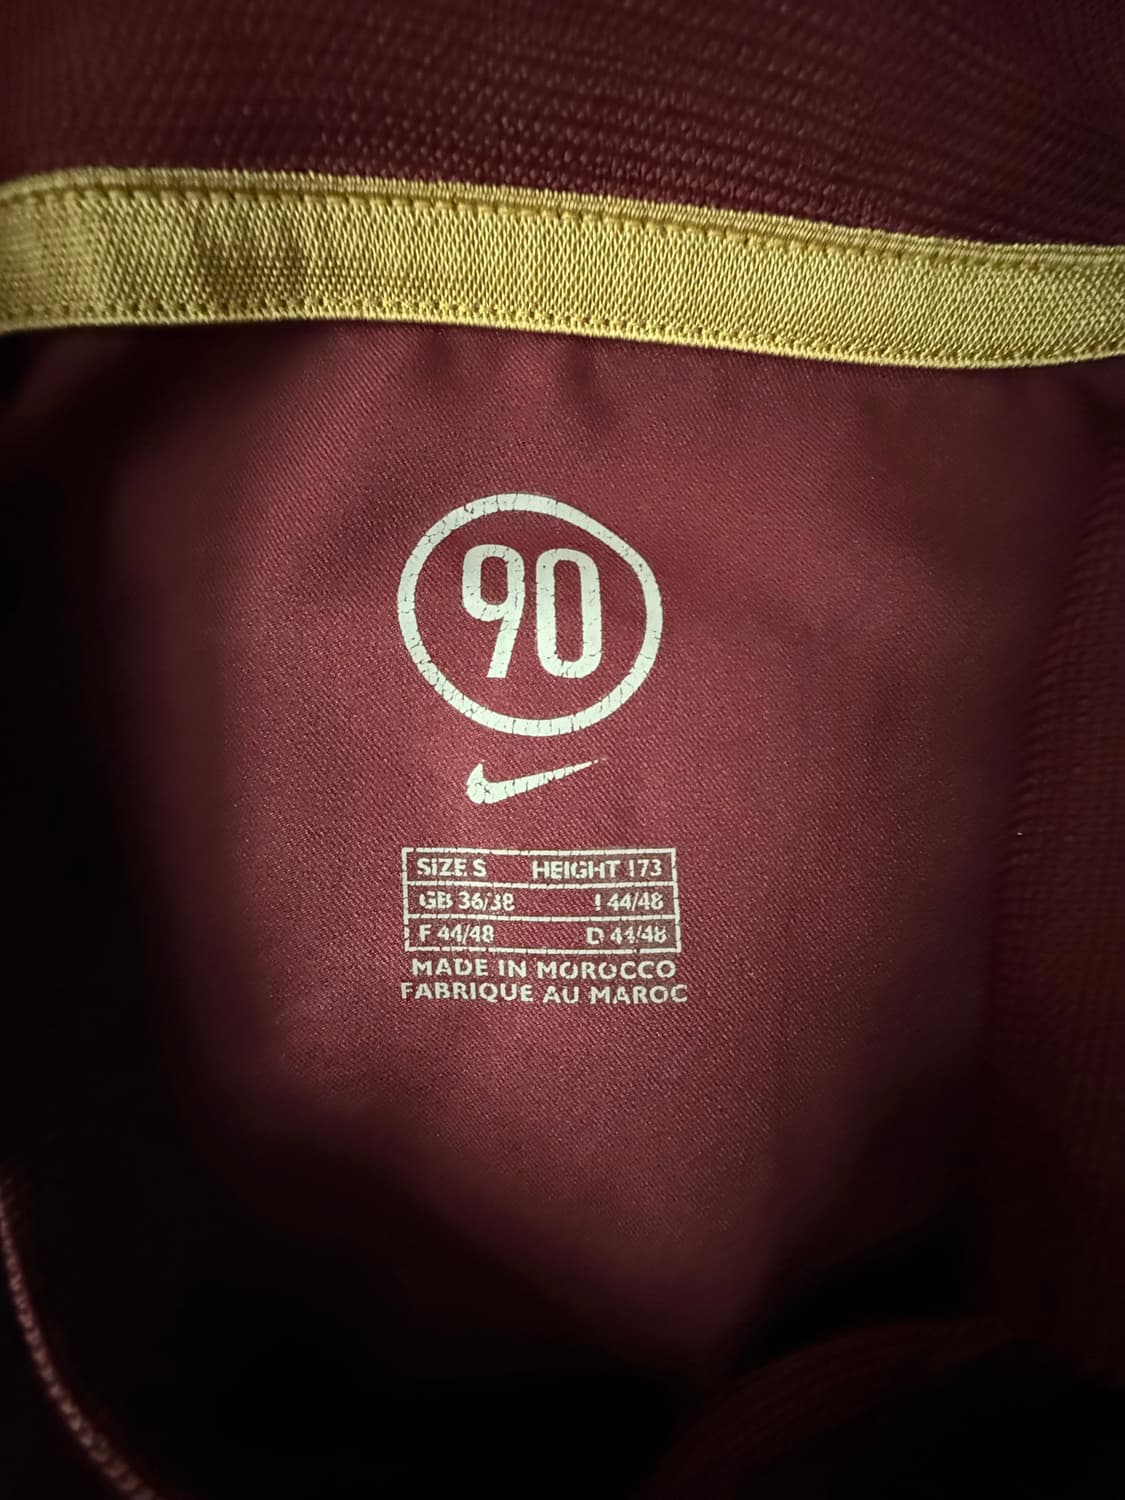 90
SIZE S HEIGHT 173
GB 36/38 I 44/48
F 44/48 D 44/48
MADE IN MOROCCO
FABRIQUE AU MAROC